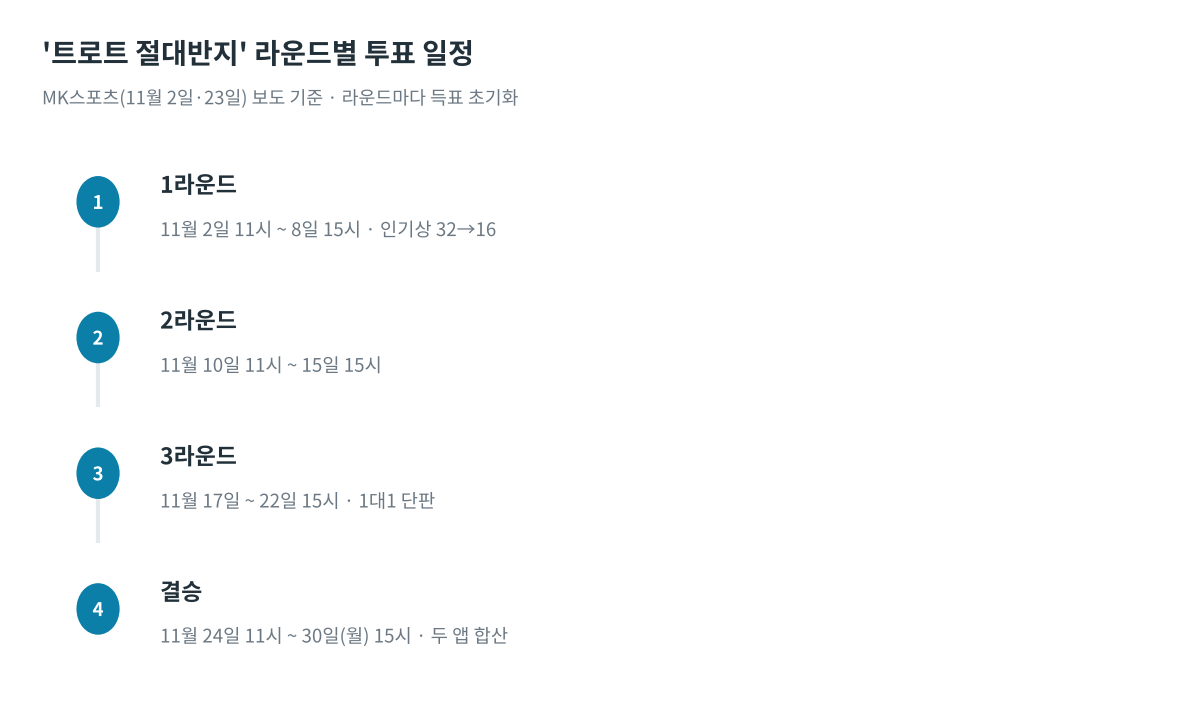 '트로트 절대반지' 라운드별 투표 일정
MK스포츠(11월 2일·23일) 보도 기준 · 라운드마다 득표 초기화
1
1라운드
11월 2일 11시 ~ 8일 15시 · 인기상 32→16
2
2라운드
11월 10일 11시 ~ 15일 15시
3
3라운드
11월 17일 ~ 22일 15시 · 1대1 단판
4
결승
11월 24일 11시 ~ 30일(월) 15시 · 두 앱 합산